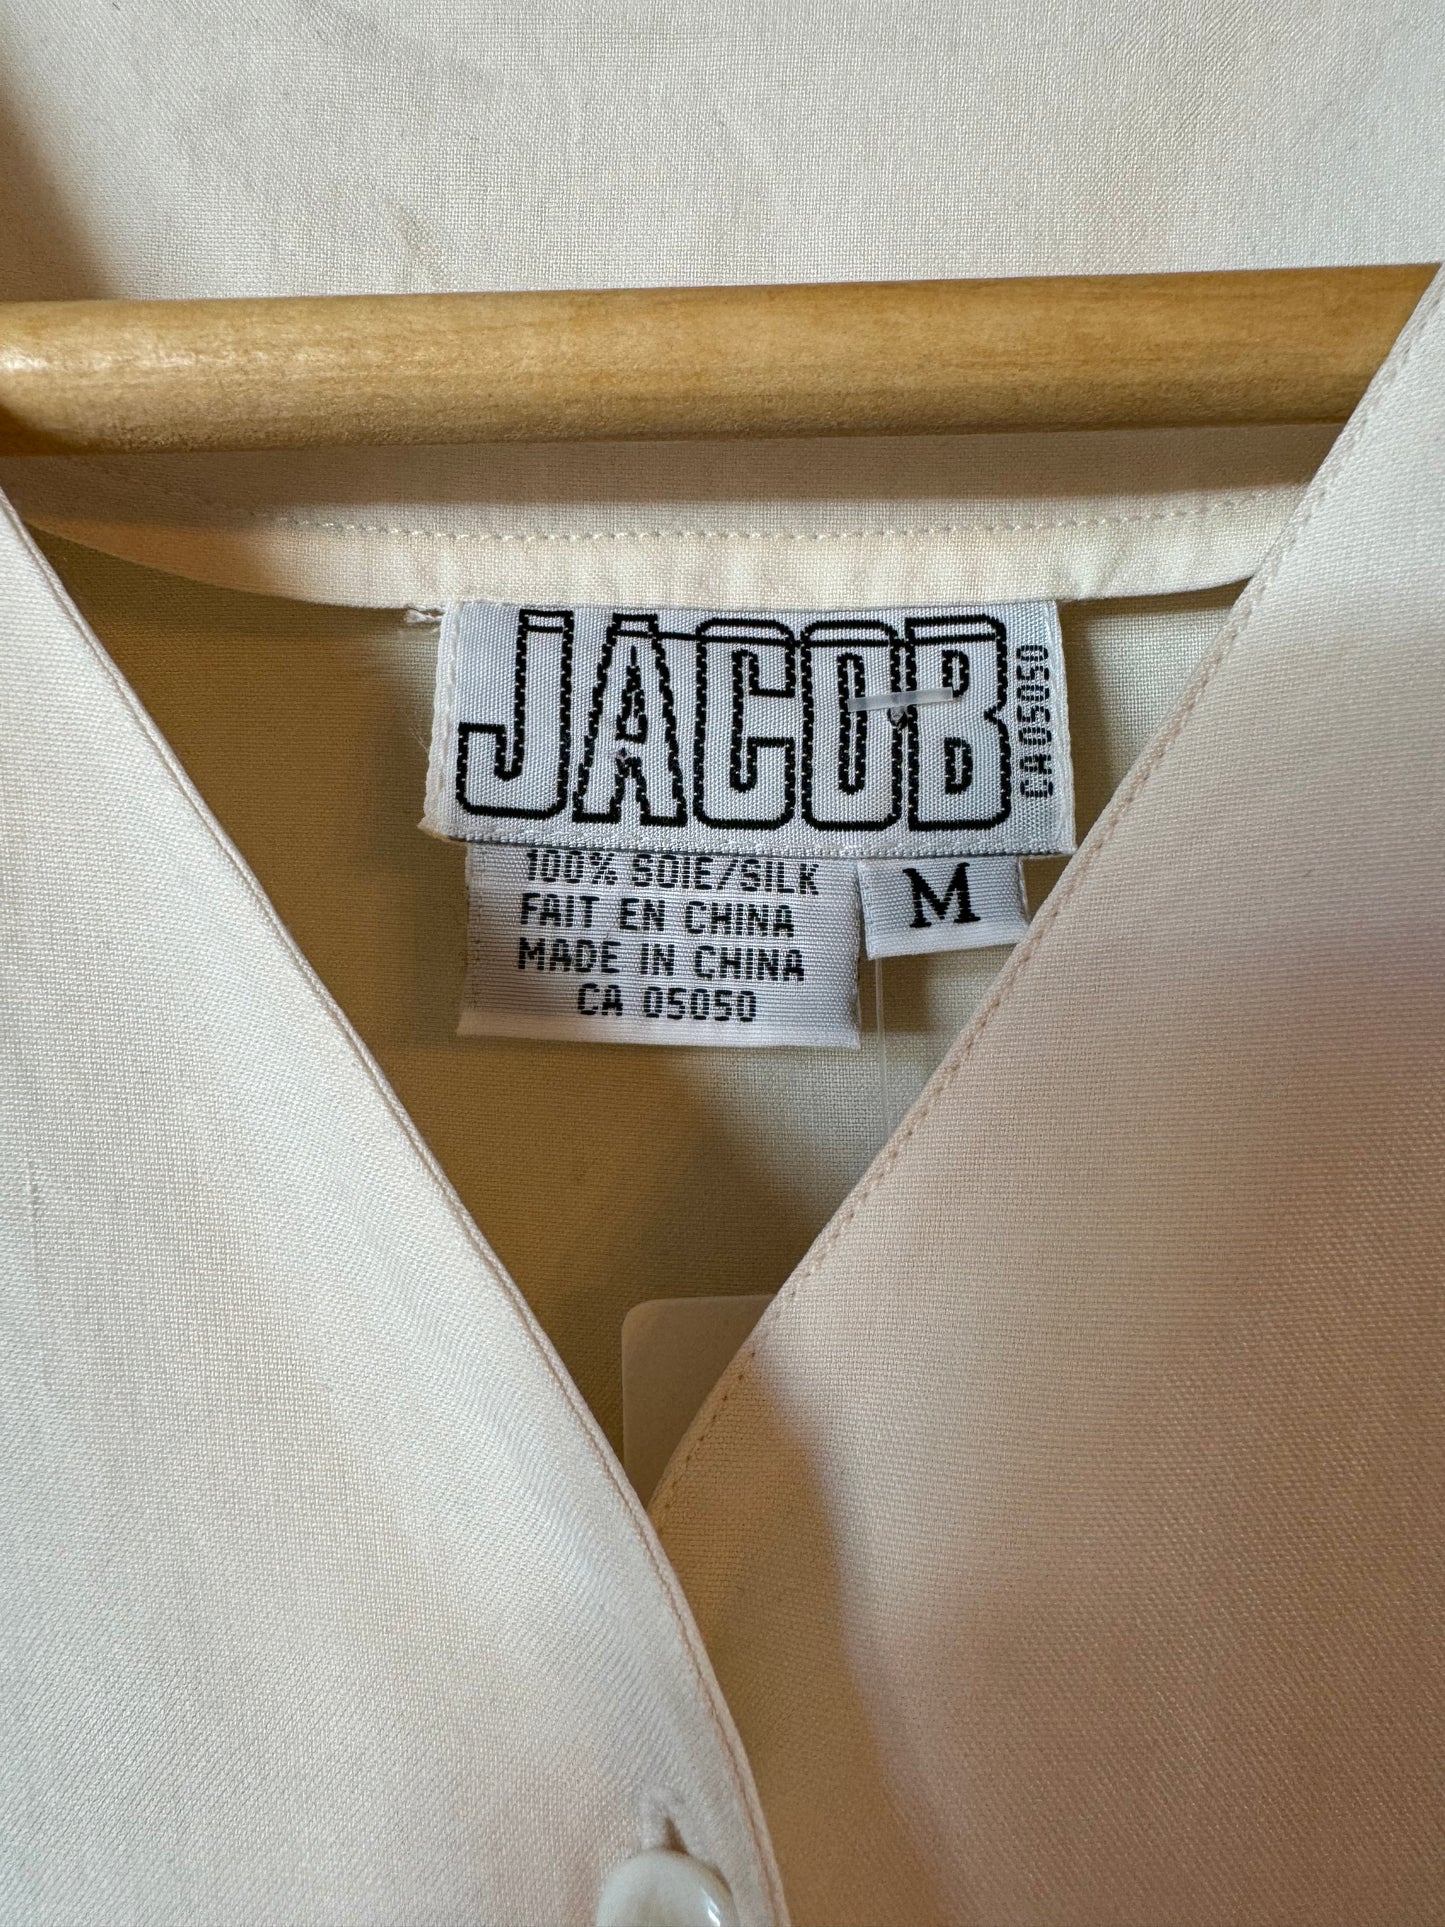 JACOB
CA 05050
100% SOIE/SILK
FAIT EN CHINA
MADE IN CHINA
CA 05050
M